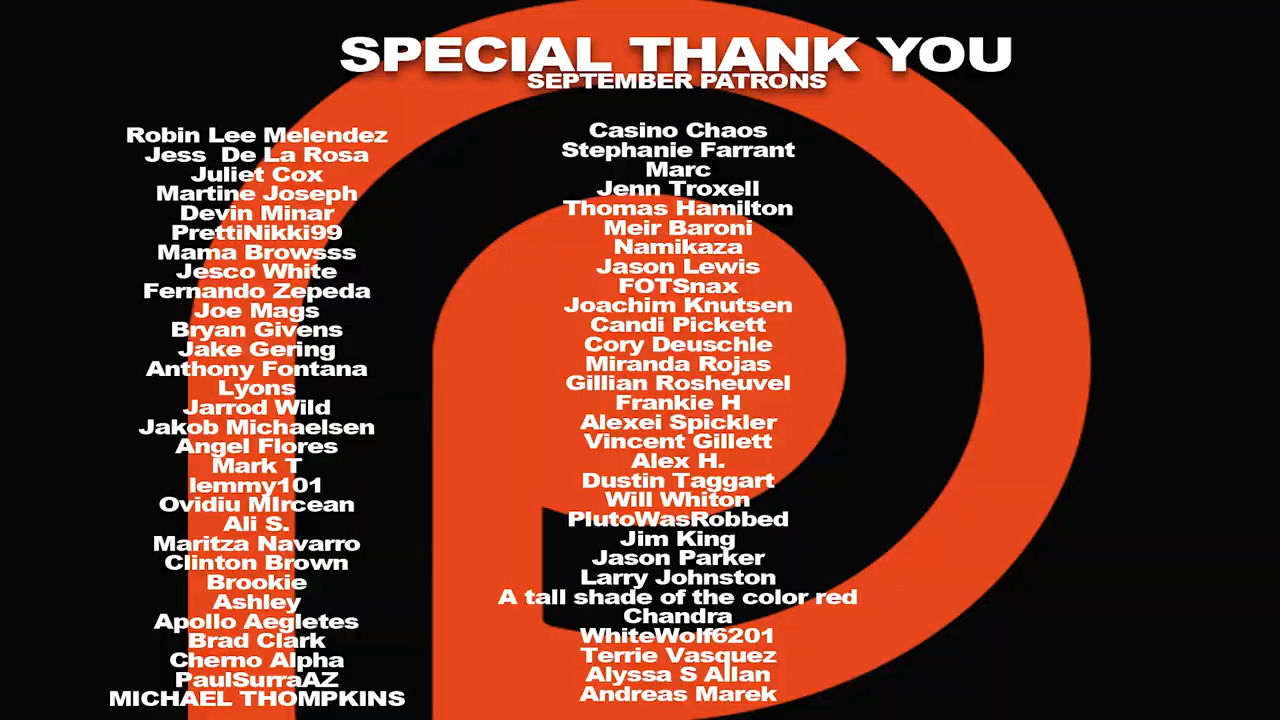 SPECIAL THANK YOU
SEPTEMBER PATRONS
Robin Lee Melendez
Jess  De La Rosa
Juliet Cox
Martine Joseph
Devin Minar
PrettiNikki99
Mama Browsss
Jesco White
Fernando Zepeda
Joe Mags
Bryan Givens
Jake Gering
Anthony Fontana
Lyons
Jarrod Wild
Jakob Michaelsen
Angel Flores
Mark T
lemmy101
Ovidiu MIrcean
Ali S.
Maritza Navarro
Clinton Brown
Brookie
Ashley
Apollo Aegletes
Brad Clark
Cherno Alpha
PaulSurraAZ
MICHAEL THOMPKINS
Casino Chaos
Stephanie Farrant
Marc
Jenn Troxell
Thomas Hamilton
Meir Baroni
Namikaza
Jason Lewis
FOTSnax
Joachim Knutsen
Candi Pickett
Cory Deuschle
Miranda Rojas
Gillian Rosheuvel
Frankie H
Alexei Spickler
Vincent Gillett
Alex H.
Dustin Taggart
Will Whiton
PlutoWasRobbed
Jim King
Jason Parker
Larry Johnston
A tall shade of the color red
Chandra
WhiteWolf6201
Terrie Vasquez
Alyssa S Allan
Andreas Marek